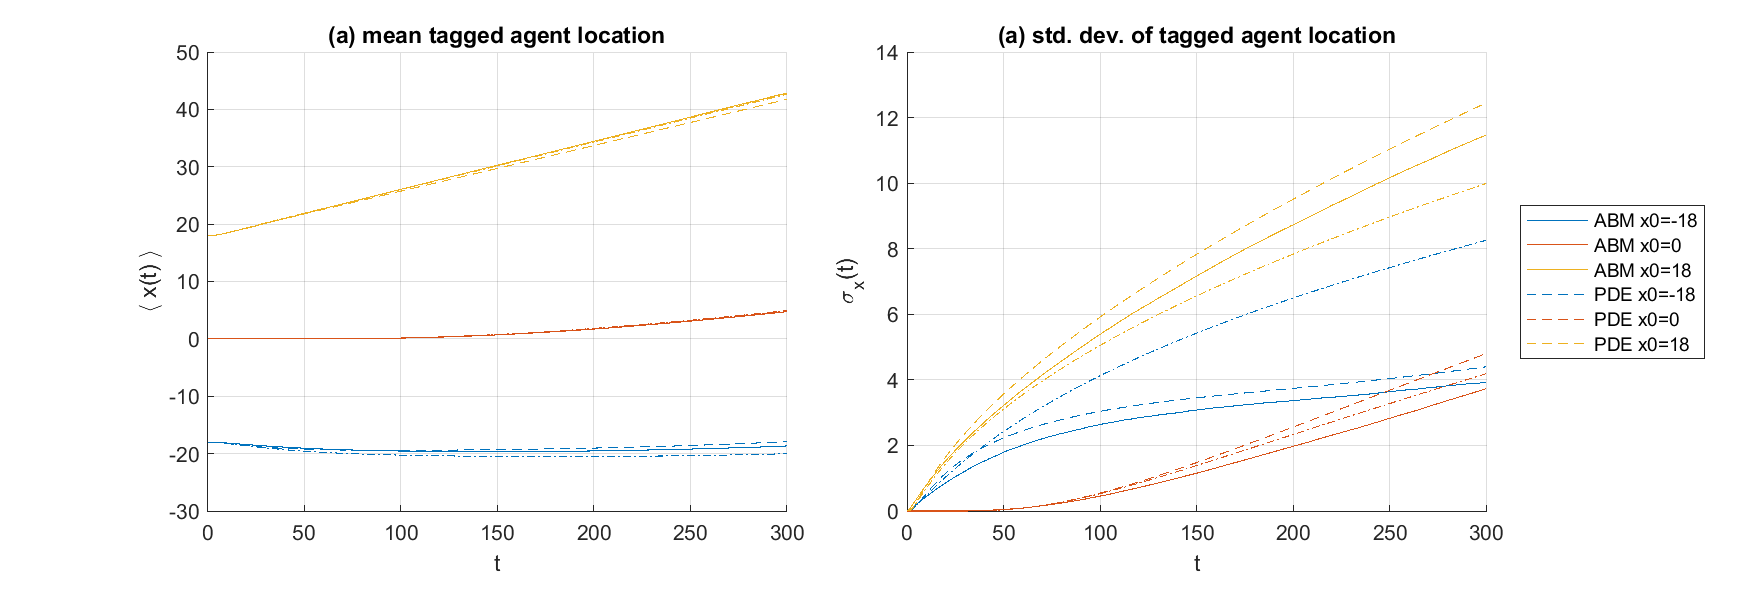 (a) mean tagged agent location
50
40
30
20
10
0
-10
-20
-30
⟨ x(t) ⟩
0 50 100 150 200 250 300
t
(a) std. dev. of tagged agent location
14
12
10
8
6
4
2
0
σx(t)
0 50 100 150 200 250 300
t
ABM x0=-18
ABM x0=0
ABM x0=18
PDE x0=-18
PDE x0=0
PDE x0=18